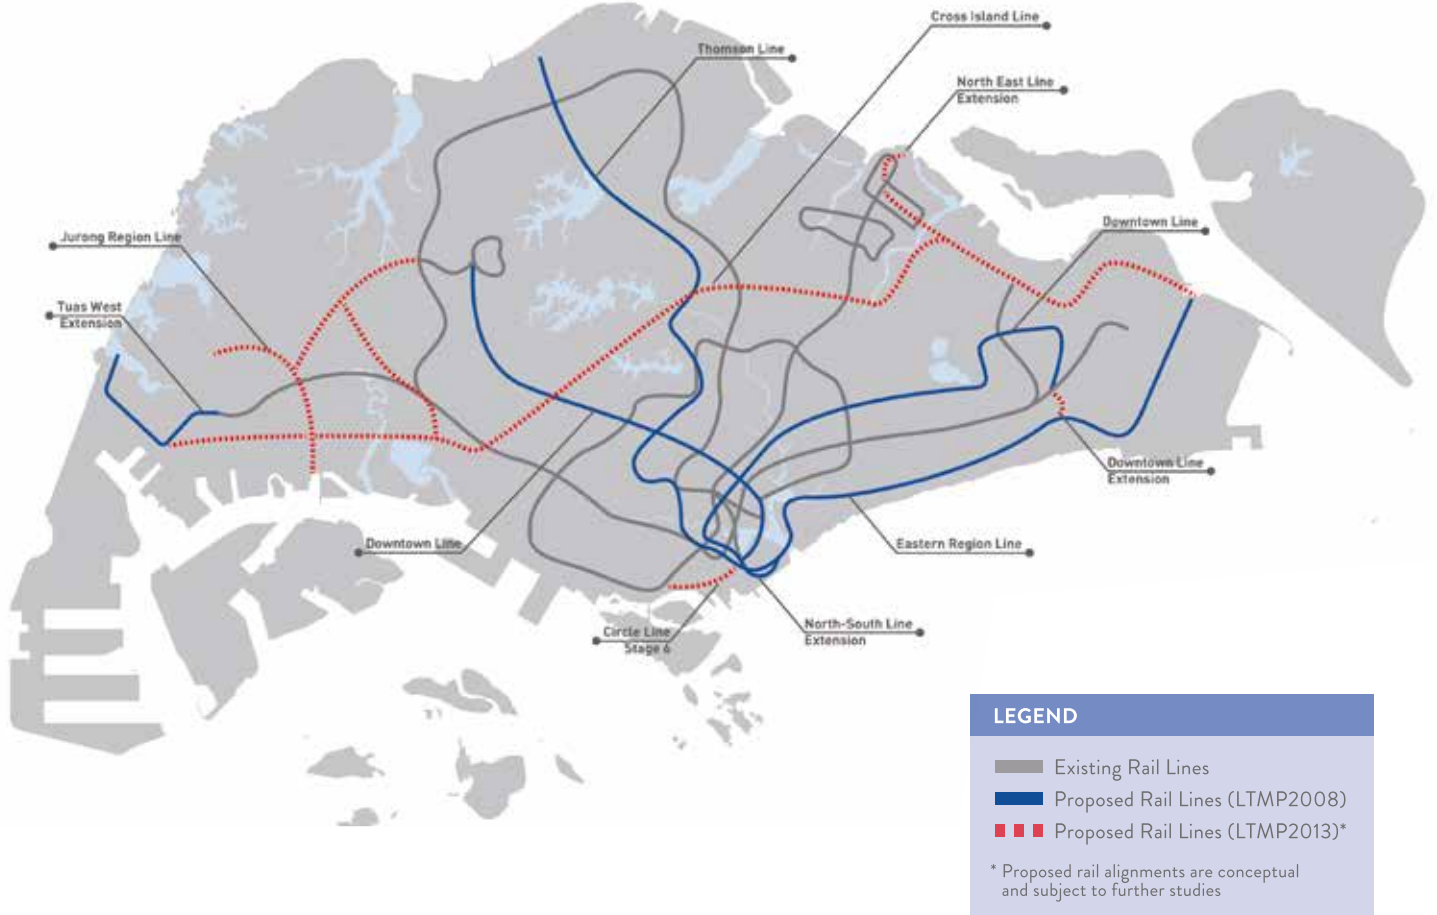 Cross Island Line
Thomson Line
North East Line
Extension
Downtown Line
Jurong Region Line
Tuas West
Extension
Downtown Line
Extension
Downtown Line
Eastern Region Line
North-South Line
Extension
Circle Line
Stage 6
LEGEND
Existing Rail Lines
Proposed Rail Lines (LTMP2008)
Proposed Rail Lines (LTMP2013)*
* Proposed rail alignments are conceptual
and subject to further studies